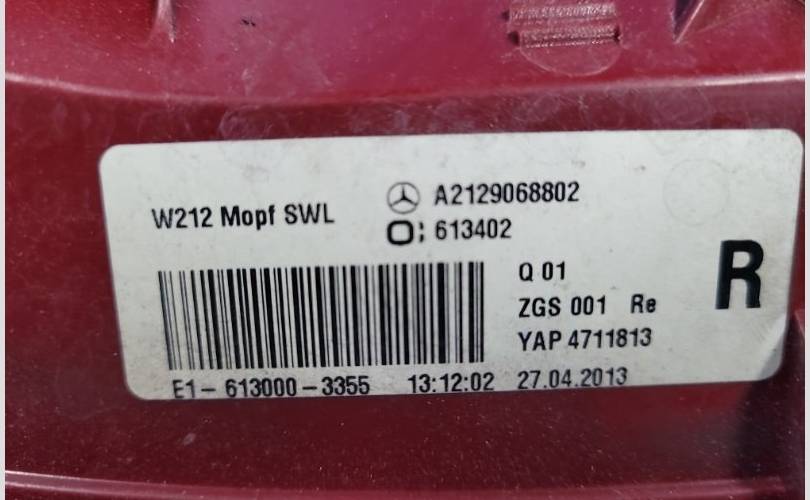 W212 Mopf SWL
A2129068802
613402
Q 01
ZGS 001 Re
YAP 4711813
R
E1- 613000-3355 13:12:02 27.04.2013